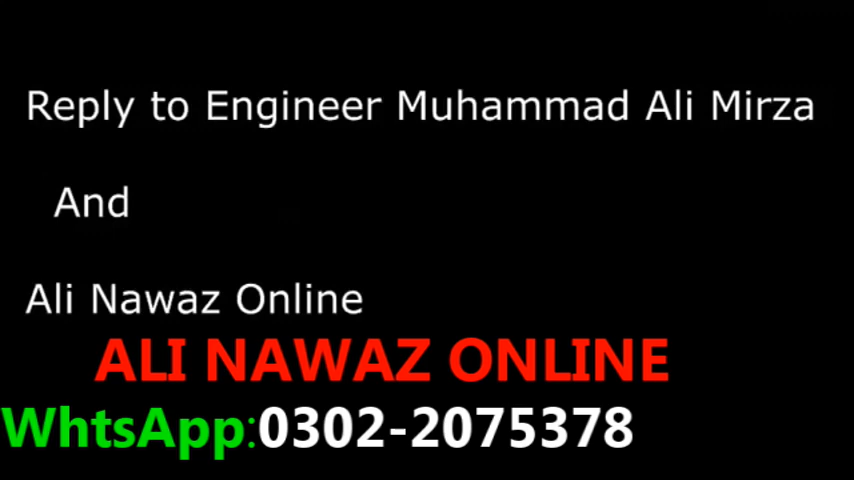 Reply to Engineer Muhammad Ali Mirza
And
Ali Nawaz Online
ALI NAWAZ ONLINE
WhtsApp:0302-2075378